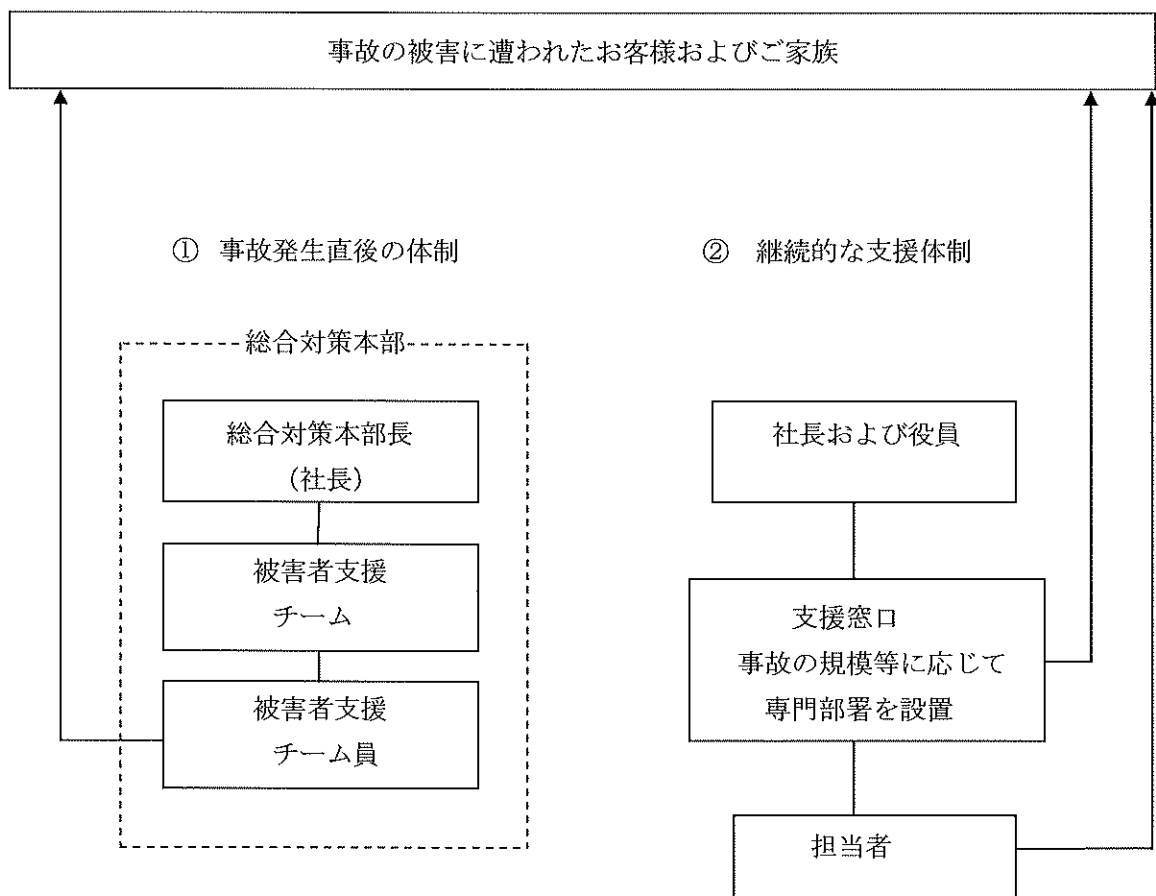 事故の被害に遭われたお客様およびご家族
① 事故発生直後の体制
② 継続的な支援体制
総合対策本部
総合対策本部長
(社長)
被害者支援
チーム
被害者支援
チーム員
社長および役員
支援窓口
事故の規模等に応じて
専門部署を設置
担当者